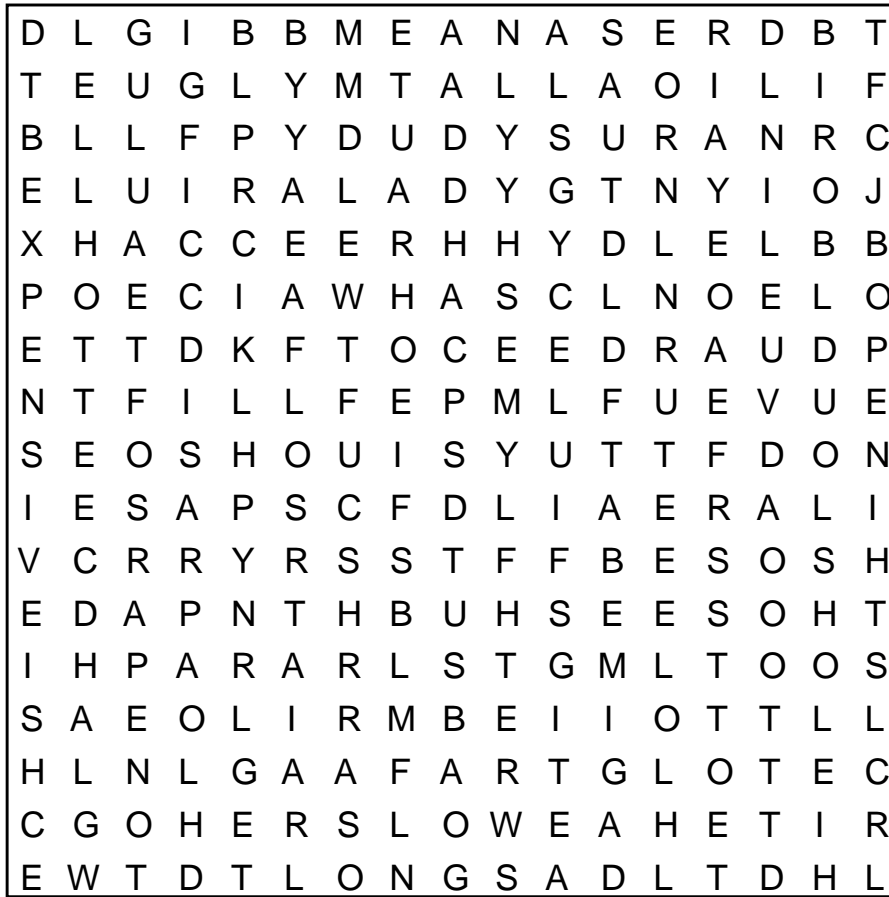 D L G I B B M E A N A S E R D B T
T E U G L Y M T A L L A O I L I F
B L L F P Y D U D Y S U R A N R C
E L U I R A L A D Y G T N Y I O J
X H A C C E E R H H Y D L E L B B
P O E C I A W H A S C L N O E L O
E T T D K F T O C E E D R A U D P
N T F I L L F E P M L F U E V U E
S E O S H O U I S Y U T T F D O N
I E S A P S C F D L I A E R A L I
V C R R Y R S S T F F B E S O S H
E D A P N T H B U H S E E S O H T
I H P A R A R L S T G M L T O O S
S A E O L I R M B E I I O T T L L
H L N L G A A F A R T G L O T E C
C G O H E R S L O W E A H E T I R
E W T D T L O N G S A D L T D H L